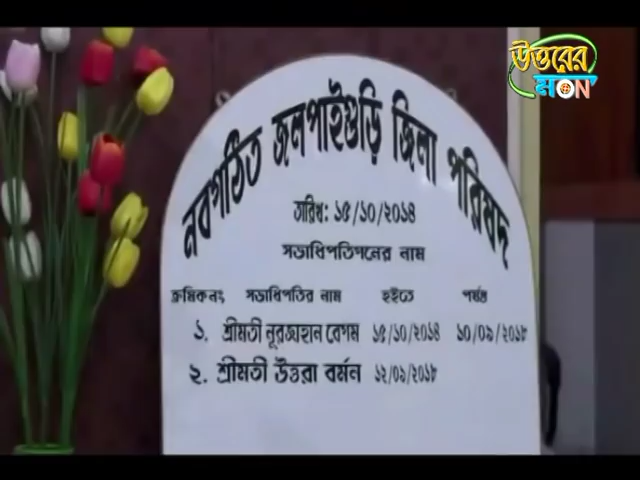 উত্তরের
মON
নবগঠিত জলপাইগুড়ি জিলা পরিষদ
তারিখ: ১৫/১০/২০১৪
সভাধিপতিগনের নাম
ক্রমিকনং সভাধিপতির নাম হইতে পর্যন্ত
১. শ্রীমতী নূরজাহান বেগম ১৫/১০/২০১৪ ১০/০৯/২০১৮
২. শ্রীমতী উত্তরা বর্মন ১২/০৯/২০১৮